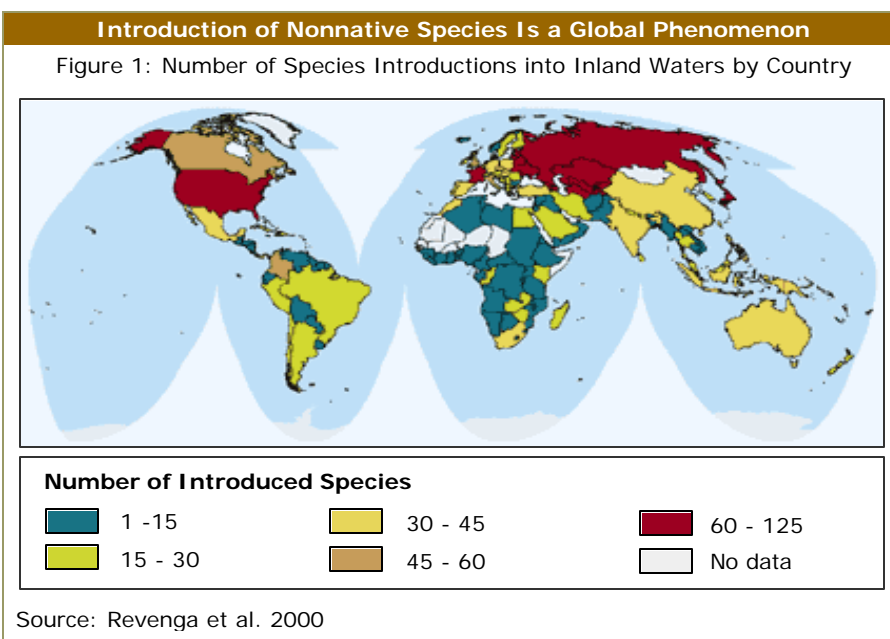 Introduction of Nonnative Species Is a Global Phenomenon
Figure 1: Number of Species Introductions into Inland Waters by Country
Number of Introduced Species
1 -15
30 - 45
60 - 125
15 - 30
45 - 60
No data
Source: Revenga et al. 2000